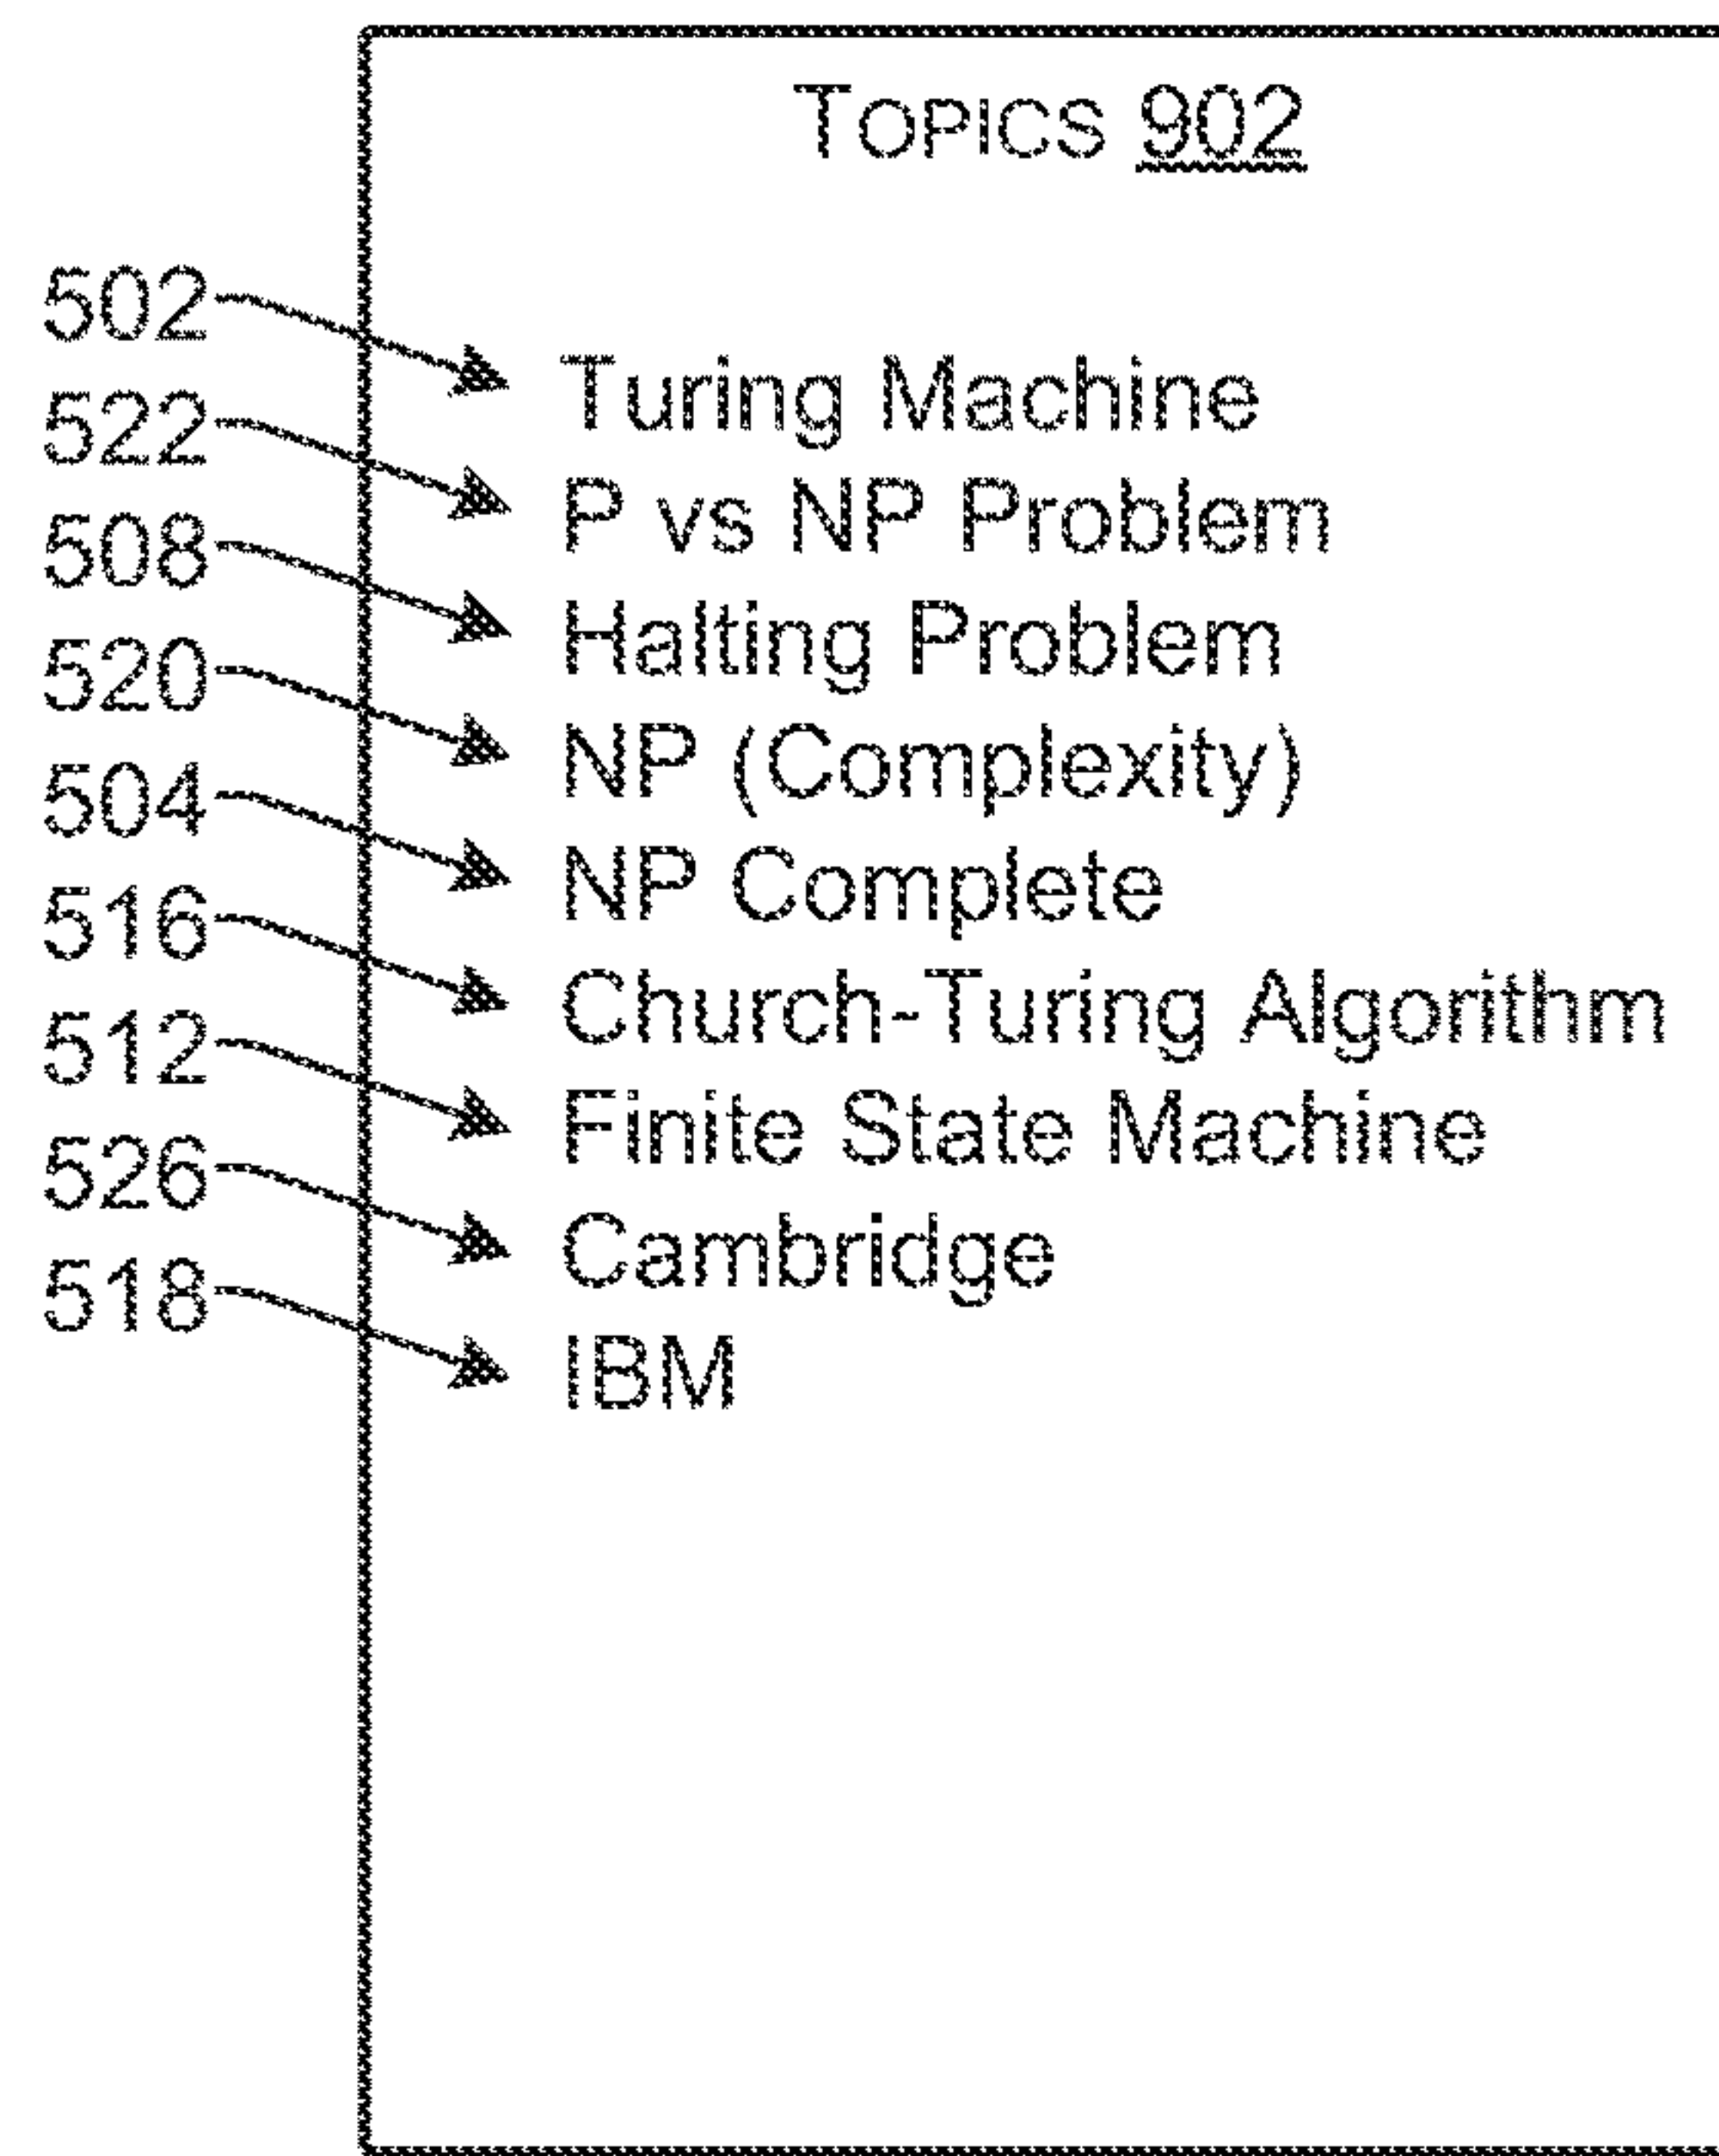 TOPICS 902
502 Turing Machine
522 P vs NP Problem
508 Halting Problem
520 NP (Complexity)
504 NP Complete
516 Church-Turing Algorithm
512 Finite State Machine
526 Cambridge
518 IBM